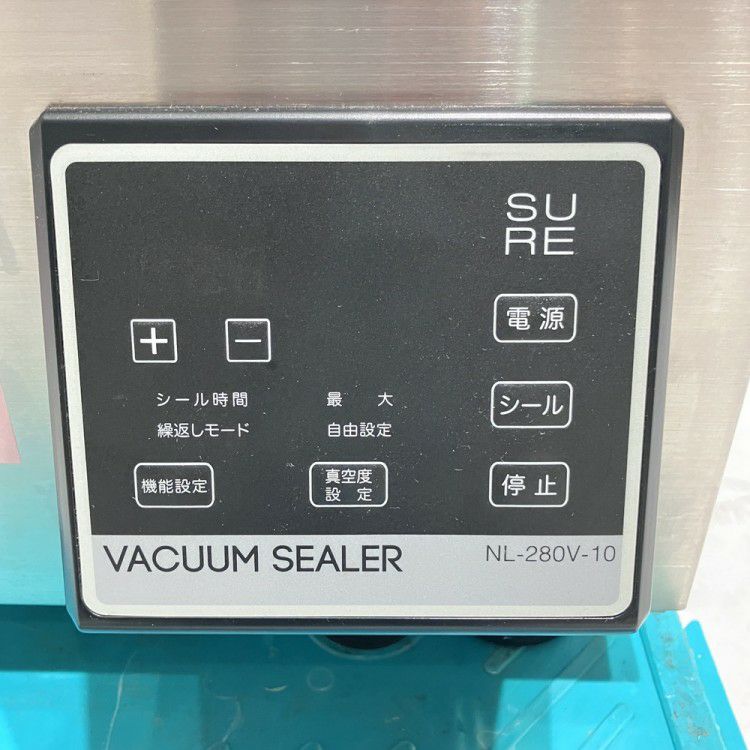 SU
RE
電源
+ −
シール時間 最大
シール
繰返しモード 自由設定
機能設定
真空度
設定
停止
VACUUM SEALER
NL-280V-10